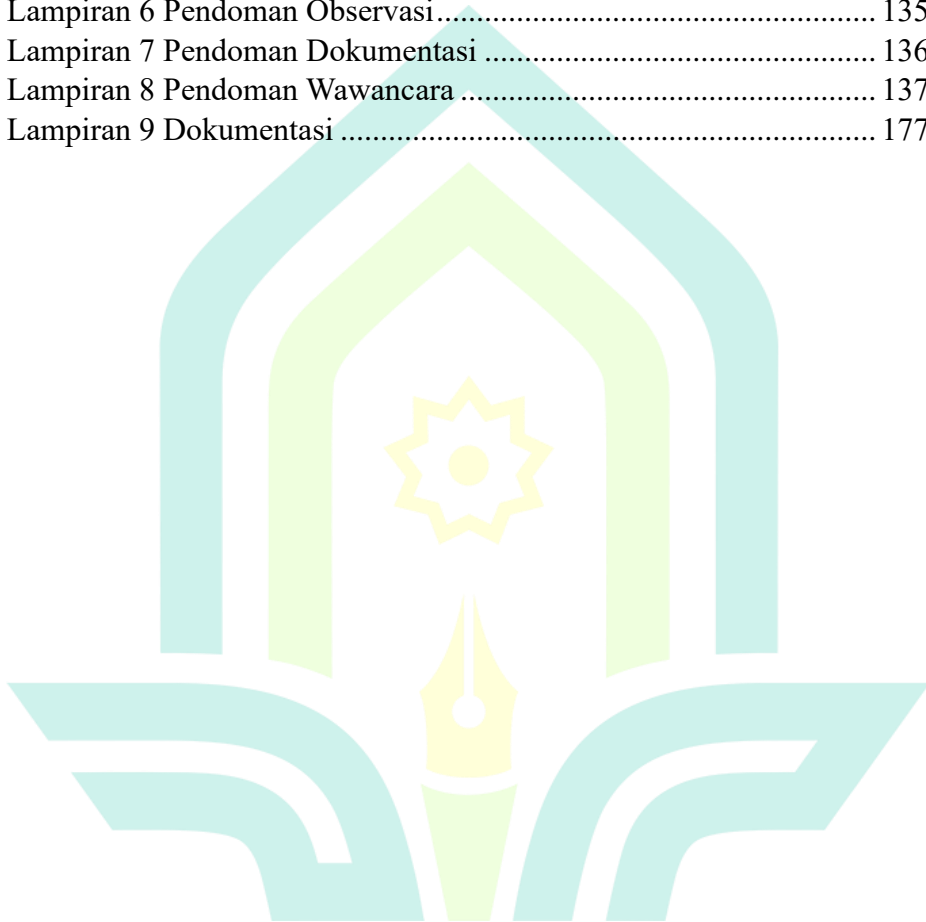 Lampiran 6 Pendoman Observasi....................................................... 135
Lampiran 7 Pendoman Dokumentasi ................................................. 136
Lampiran 8 Pendoman Wawancara .................................................... 137
Lampiran 9 Dokumentasi ................................................................... 177